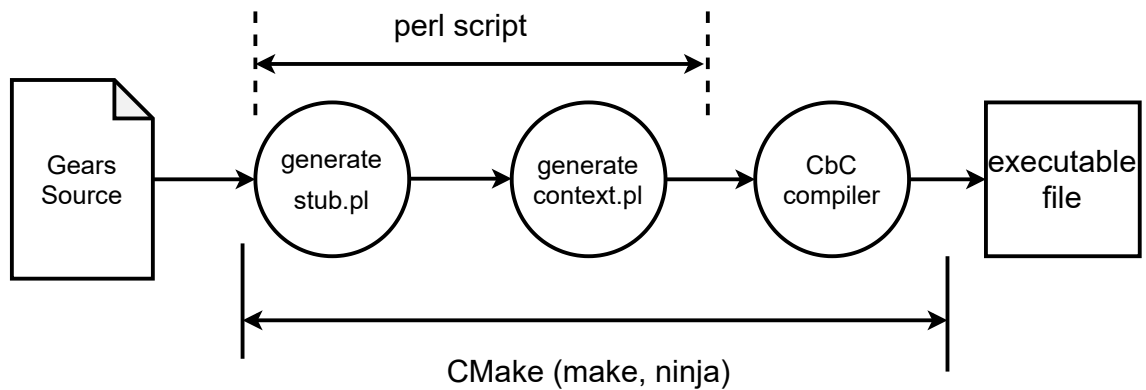 perl script
Gears
Source
generate
stub.pl
generate
context.pl
CbC
compiler
executable
file
CMake (make, ninja)